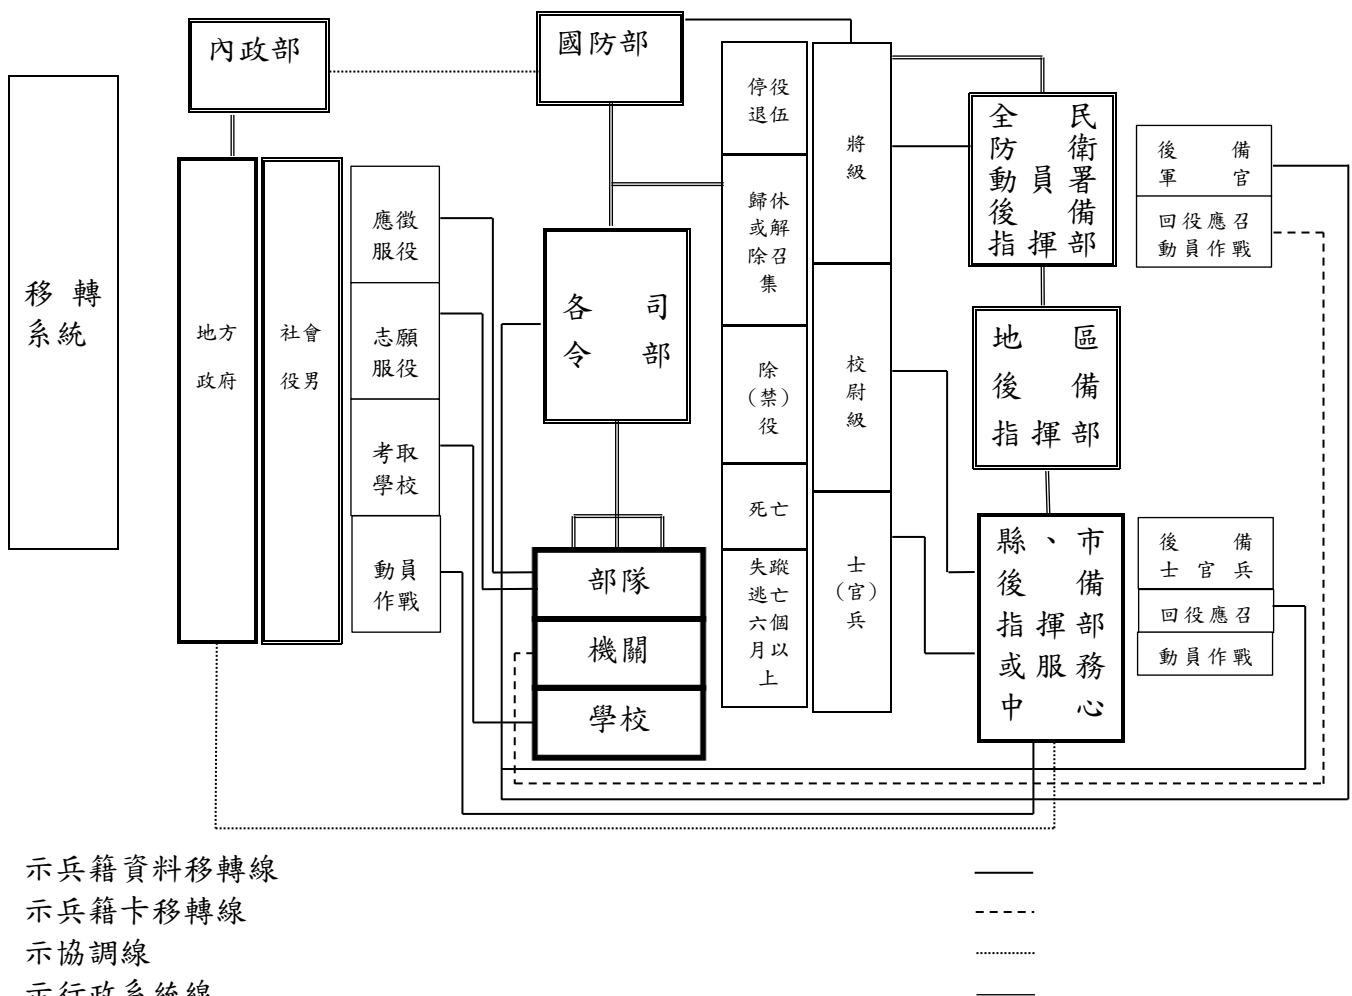 移轉
系統
內政部
國防部
地方
政府
社會
役男
應徵
服役
志願
服役
考取
學校
動員
作戰
各司
令部
部隊
機關
學校
停役
退伍
歸休
或解
除召
集
除
（禁）
役
死亡
失蹤
逃亡
六個
月以
上
將
級
校
尉
級
士
（官）
兵
全民
防衛
動員署
後備
指揮部
地區
後備
指揮部
縣、市
後備
指揮部
或服務
中心
後備
軍官
回役應召
動員作戰
後備
士官兵
回役應召
動員作戰
示兵籍資料移轉線
示兵籍卡移轉線
示協調線
示行政系統線